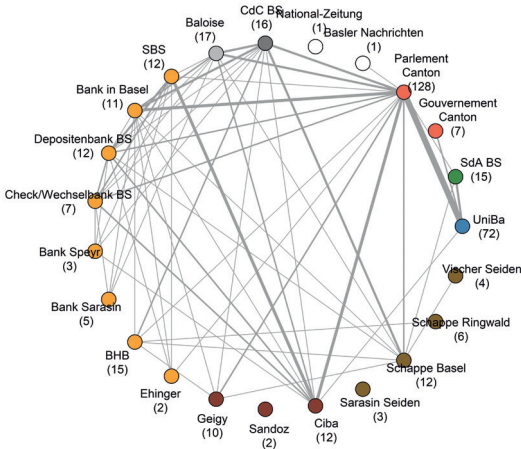 CdC BS
(16)
National-Zeitung
(1)
Basler Nachrichten
(1)
Baloise
(17)
SBS
(12)
Parlement
Canton
(128)
Bank in Basel
(11)
Gouvernement
Canton
(7)
Depositenbank BS
(12)
SdA BS
(15)
Check/Wechselbank BS
(7)
UniBa
(72)
Bank Speyr
(3)
Vischer Seiden
(4)
Bank Sarasin
(5)
Schappe Ringwald
(6)
BHB
(15)
Schappe Basel
(12)
Ehinger
(2)
Sarasin Seiden
(3)
Geigy
(10)
Sandoz
(2)
Ciba
(12)